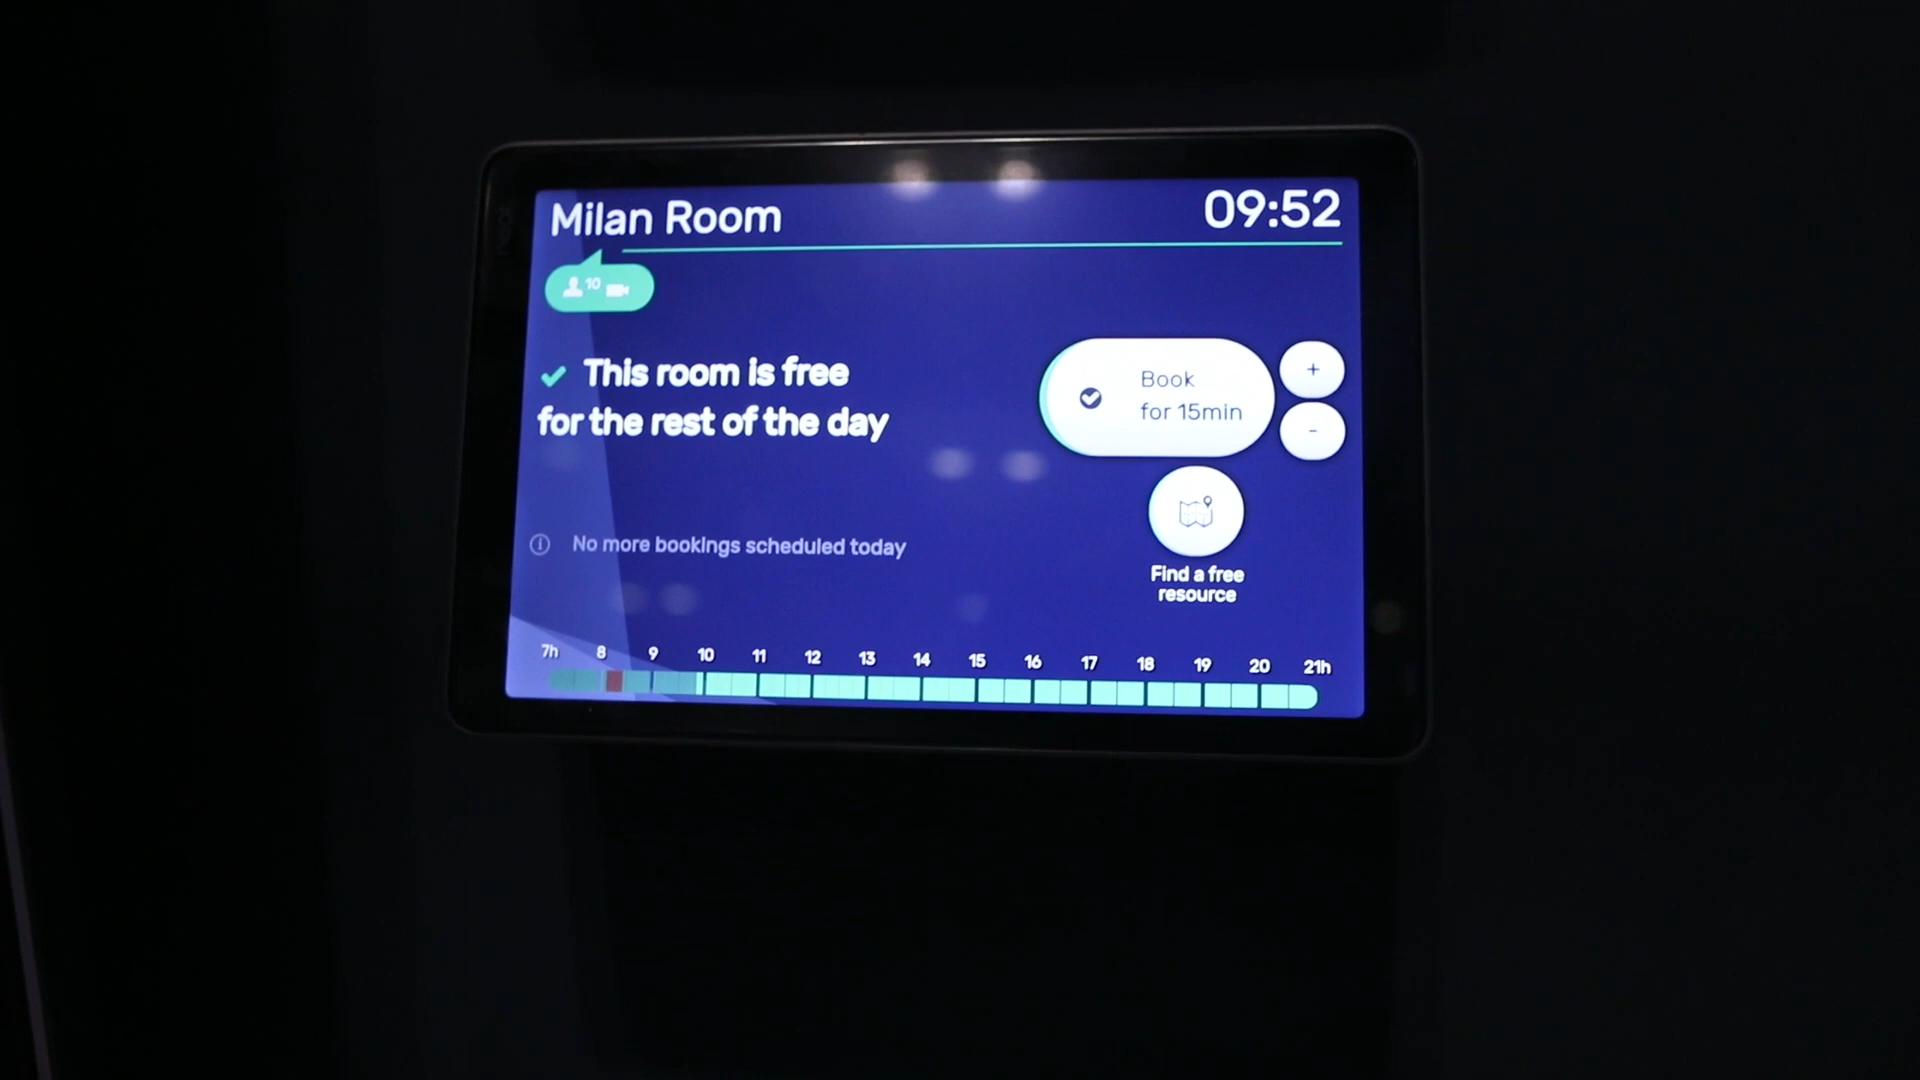 Milan Room
09:52
10
This room is free
for the rest of the day
Book
for 15min
+
-
No more bookings scheduled today
Find a free
resource
7h 8 9 10 11 12 13 14 15 16 17 18 19 20 21h